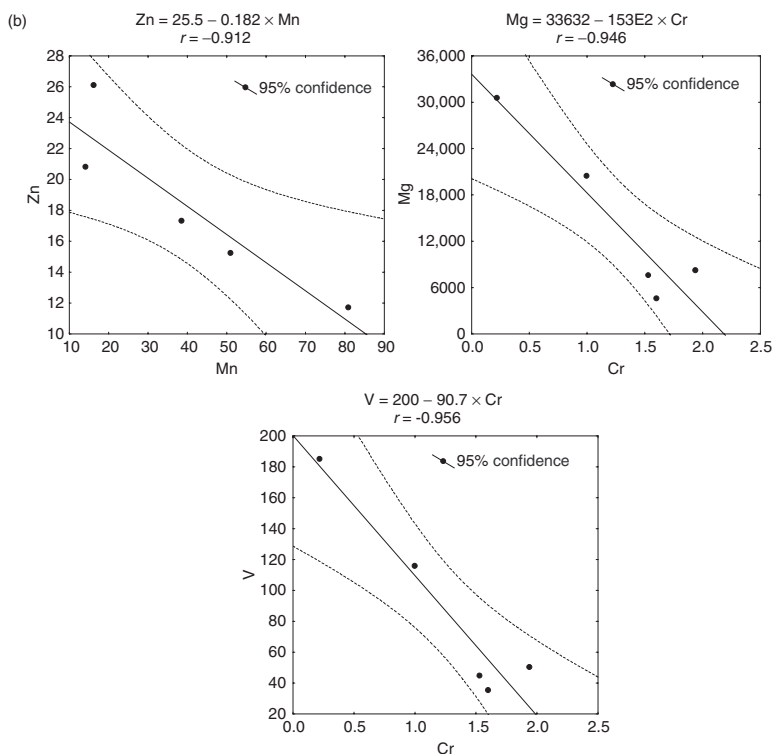 (b)
Zn = 25.5 – 0.182 × Mn
r = –0.912
28
26
24
22
20
18
16
14
12
10
Zn
95% confidence
10 20 30 40 50 60 70 80 90
Mn
Mg = 33632 – 153E2 × Cr
r = –0.946
36,000
30,000
24,000
18,000
12,000
6000
0
Mg
95% confidence
0.0 0.5 1.0 1.5 2.0 2.5
Cr
V = 200 – 90.7 × Cr
r = -0.956
200
180
160
140
120
100
80
60
40
20
V
95% confidence
0.0 0.5 1.0 1.5 2.0 2.5
Cr